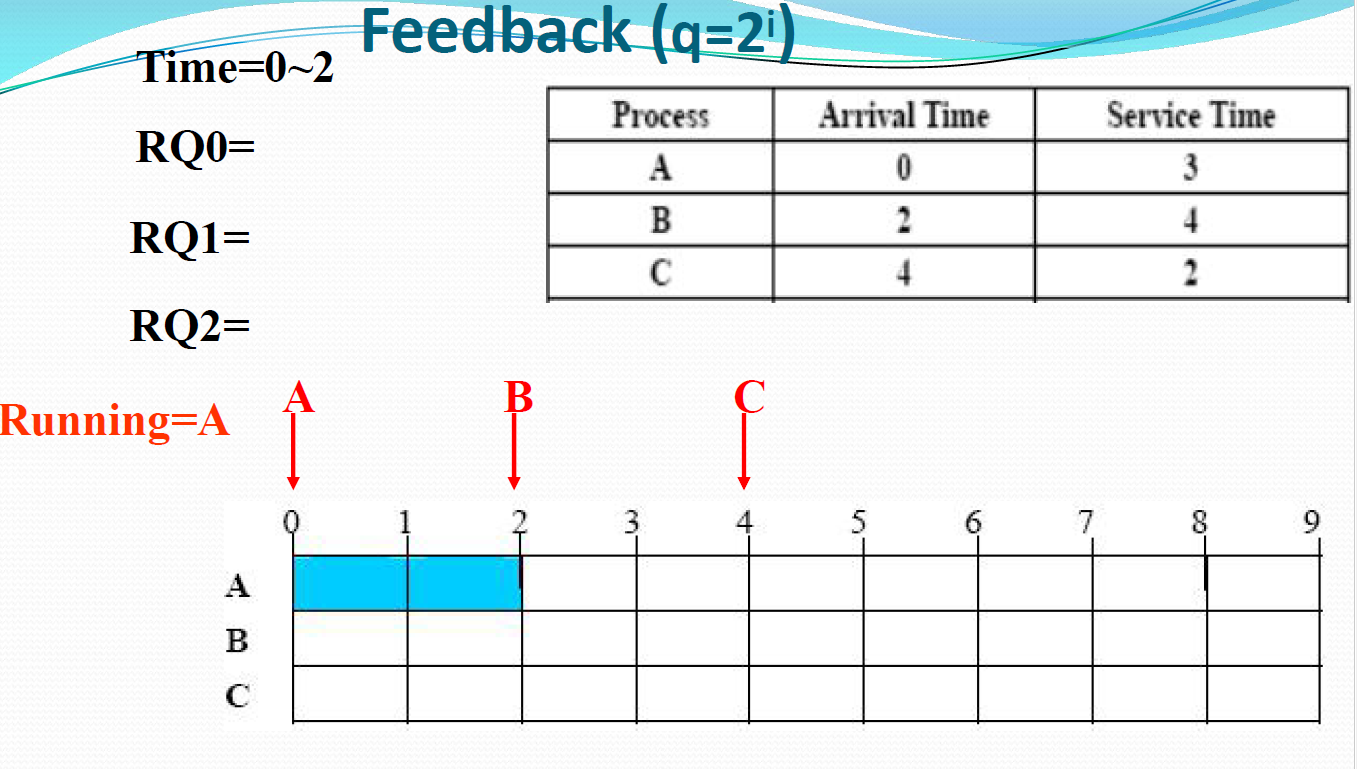 Feedback (q=2ⁱ)
Time=0~2
RQ0=
RQ1=
RQ2=
Process Arrival Time Service Time
A 0 3
B 2 4
C 4 2
Running=A
A B C
0 1 2 3 4 5 6 7 8 9
A
B
C